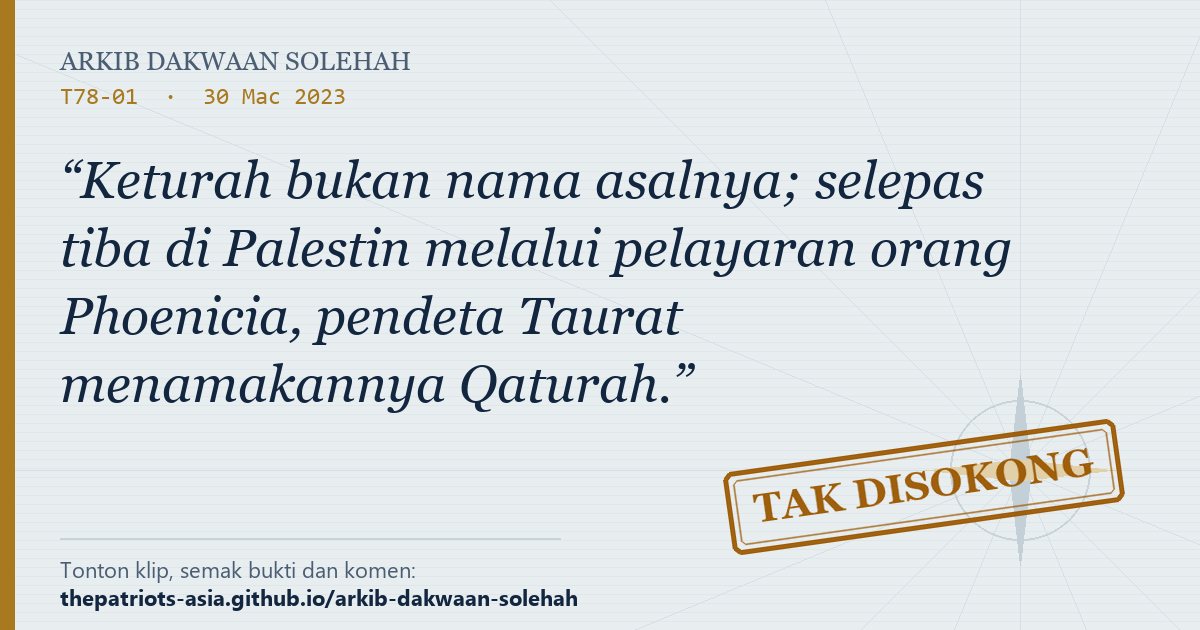 ARKIB DAKWAAN SOLEHAH
T78-01 · 30 Mac 2023
“Keturah bukan nama asalnya; selepas
tiba di Palestin melalui pelayaran orang
Phoenicia, pendeta Taurat
menamakannya Qaturah.”
TAK DISOKONG
Tonton klip, semak bukti dan komen:
thepatriots-asia.github.io/arkib-dakwaan-solehah